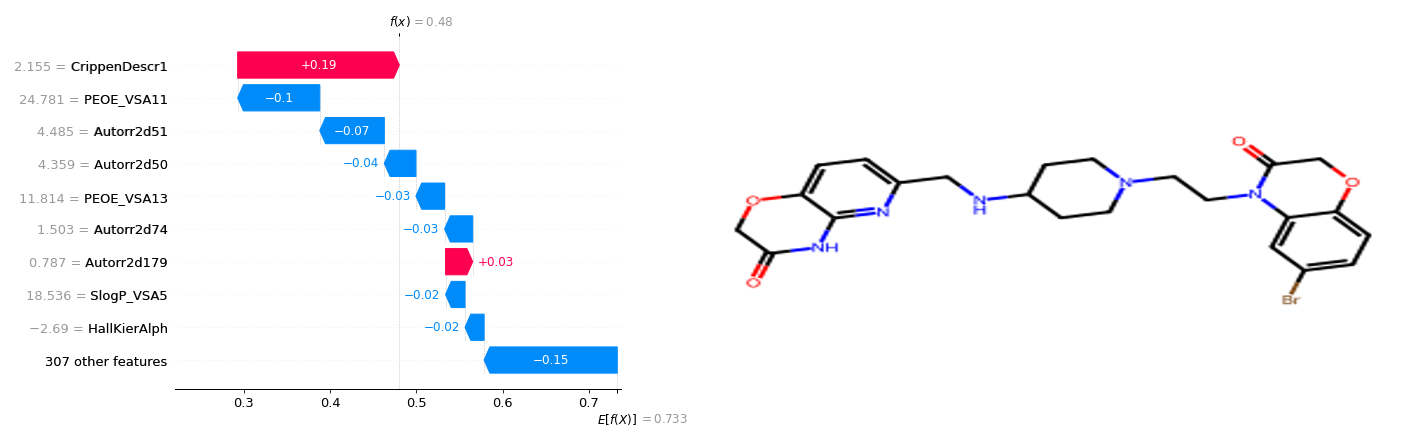 f(x) = 0.48
2.155 = CrippenDescr1 +0.19
24.781 = PEOE_VSA11 −0.1
4.485 = Autorr2d51 −0.07
4.359 = Autorr2d50 −0.04
11.814 = PEOE_VSA13 −0.03
1.503 = Autorr2d74 −0.03
0.787 = Autorr2d179 +0.03
18.536 = SlogP_VSA5 −0.02
−2.69 = HallKierAlph −0.02
307 other features −0.15
0.3 0.4 0.5 0.6 0.7
E[f(X)] = 0.733
O
N
O
NH
N
H
N
O
N
O
Br